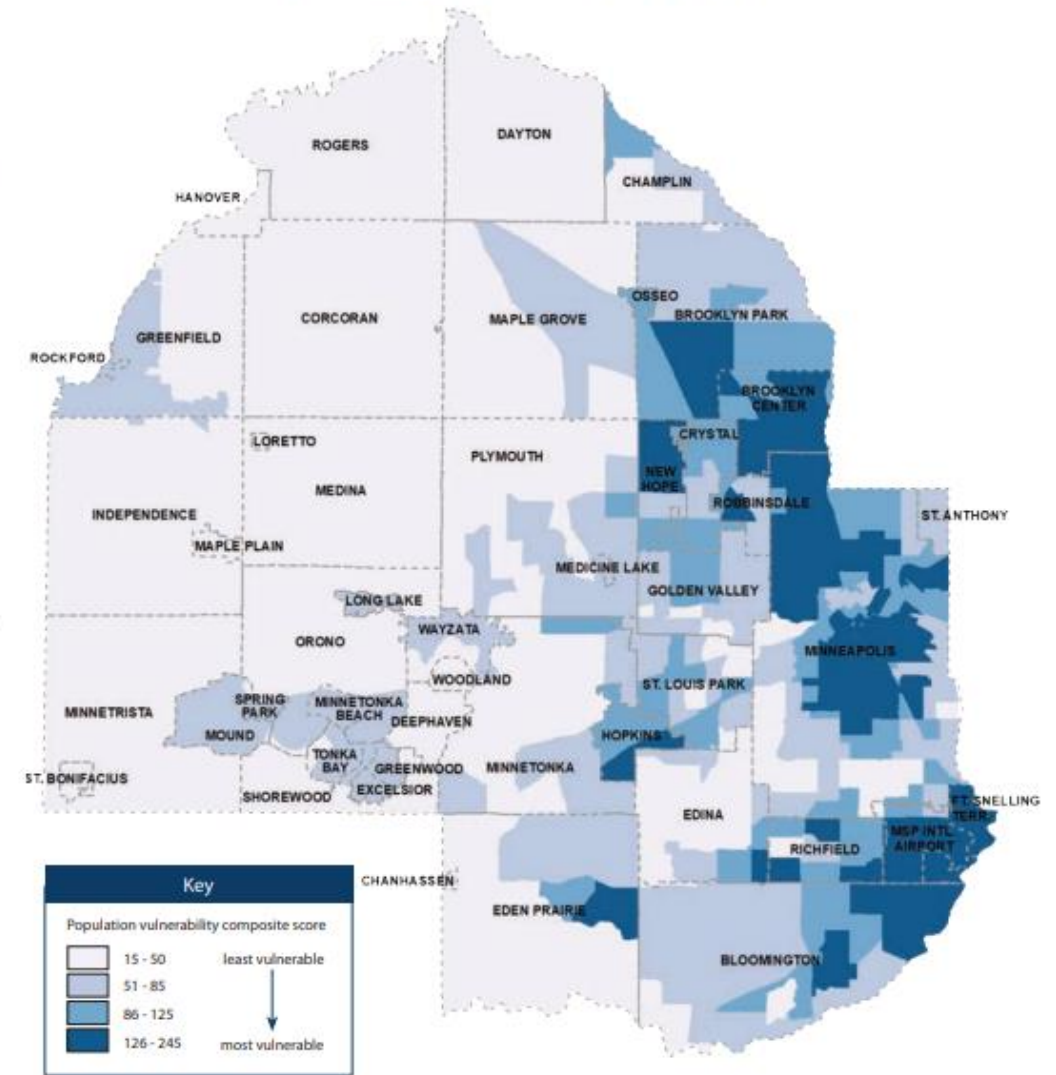 DAYTON
ROGERS
CHAMPLIN
HANOVER
OSSEO
BROOKLYN PARK
CORCORAN
MAPLE GROVE
GREENFIELD
ROCKFORD
BROOKLYN
CENTER
CRYSTAL
LORETTO
PLYMOUTH
NEW
HOPE
MEDINA
ROBBINSDALE
INDEPENDENCE
ST. ANTHONY
MAPLE PLAIN
MEDICINE LAKE
GOLDEN VALLEY
LONG LAKE
WAYZATA
ORONO
MINNEAPOLIS
WOODLAND
ST. LOUIS PARK
SPRING
PARK
MINNETONKA
BEACH
MINNETRISTA
DEEPHAVEN
MOUND
HOPKINS
TONKA
BAY
GREENWOOD
MINNETONKA
ST. BONIFACIUS
EXCELSIOR
SHOREWOOD
FT. SNELLING
TERR.
EDINA
MSP INTL
AIRPORT
RICHFIELD
CHANHASSEN
EDEN PRAIRIE
BLOOMINGTON
Key
Population vulnerability composite score
15 - 50 least vulnerable
51 - 85
86 - 125
126 - 245 most vulnerable